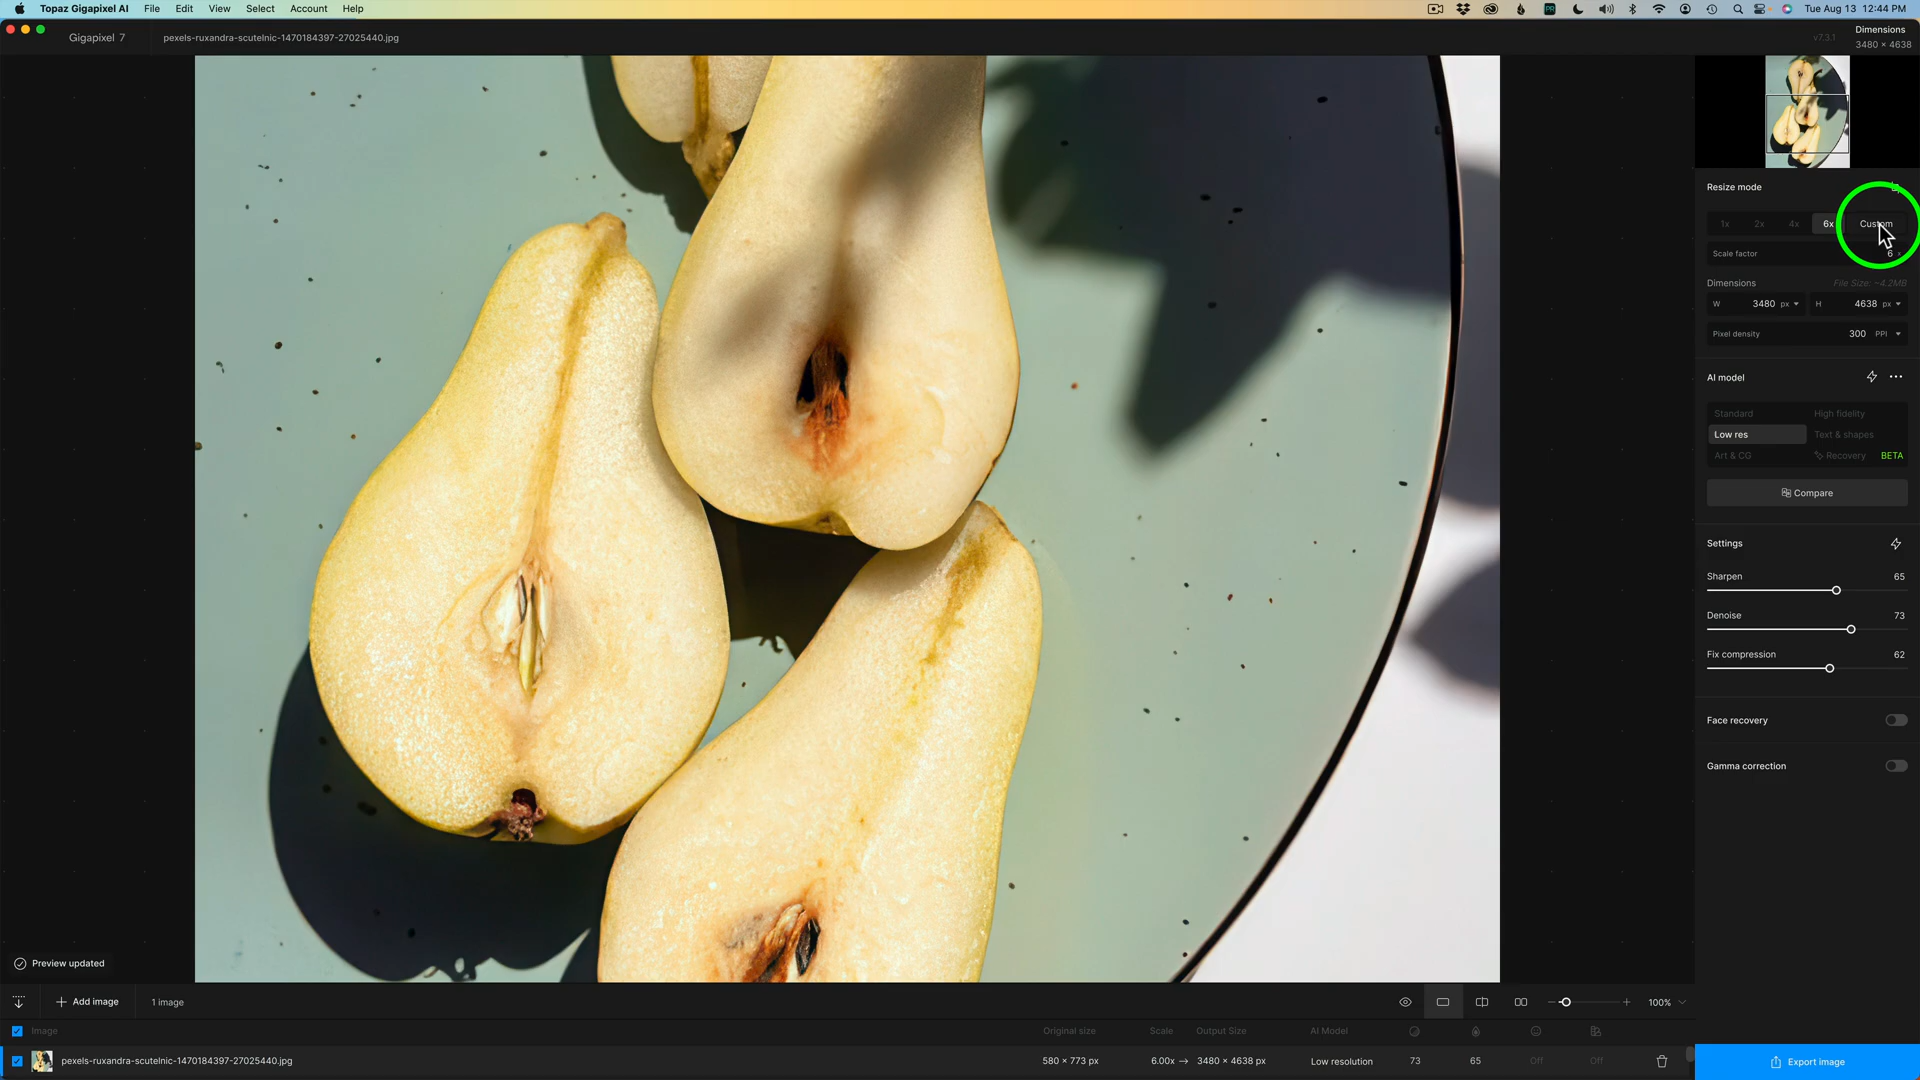 Topaz Gigapixel AI File Edit View Select Account Help Tue Aug 13 12:44 PM
Gigapixel 7 pexels-ruxandra-scutelnic-1470184397-27025440.jpg v7.3.1 Dimensions
3480 × 4638
Resize mode
1x 2x 4x 6x Custom
Scale factor 6 x
Dimensions File Size: ~4.2MB
W 3480 px H 4638 px
Pixel density 300 PPI
AI model
Standard High fidelity
Low res Text & shapes
Art & CG Recovery BETA
Compare
Settings
Sharpen 65
Denoise 73
Fix compression 62
Face recovery
Gamma correction
Preview updated
Add image 1 image 100%
Image Original size Scale Output Size AI Model
pexels-ruxandra-scutelnic-1470184397-27025440.jpg 580 × 773 px 6.00x → 3480 × 4638 px Low resolution 73 65 Off Off
Export image